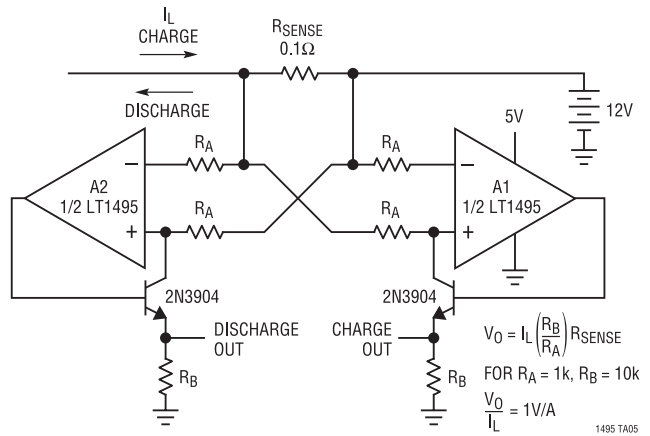 I_L
CHARGE
R_SENSE
0.1Ω
DISCHARGE
12V
5V
R_A
R_A
–
–
A2
1/2 LT1495
A1
1/2 LT1495
R_A
R_A
+
+
2N3904
2N3904
DISCHARGE
OUT
CHARGE
OUT
R_B
R_B
V_O = I_L (R_B/R_A) R_SENSE
FOR R_A = 1k, R_B = 10k
V_O/I_L = 1V/A
1495 TA05